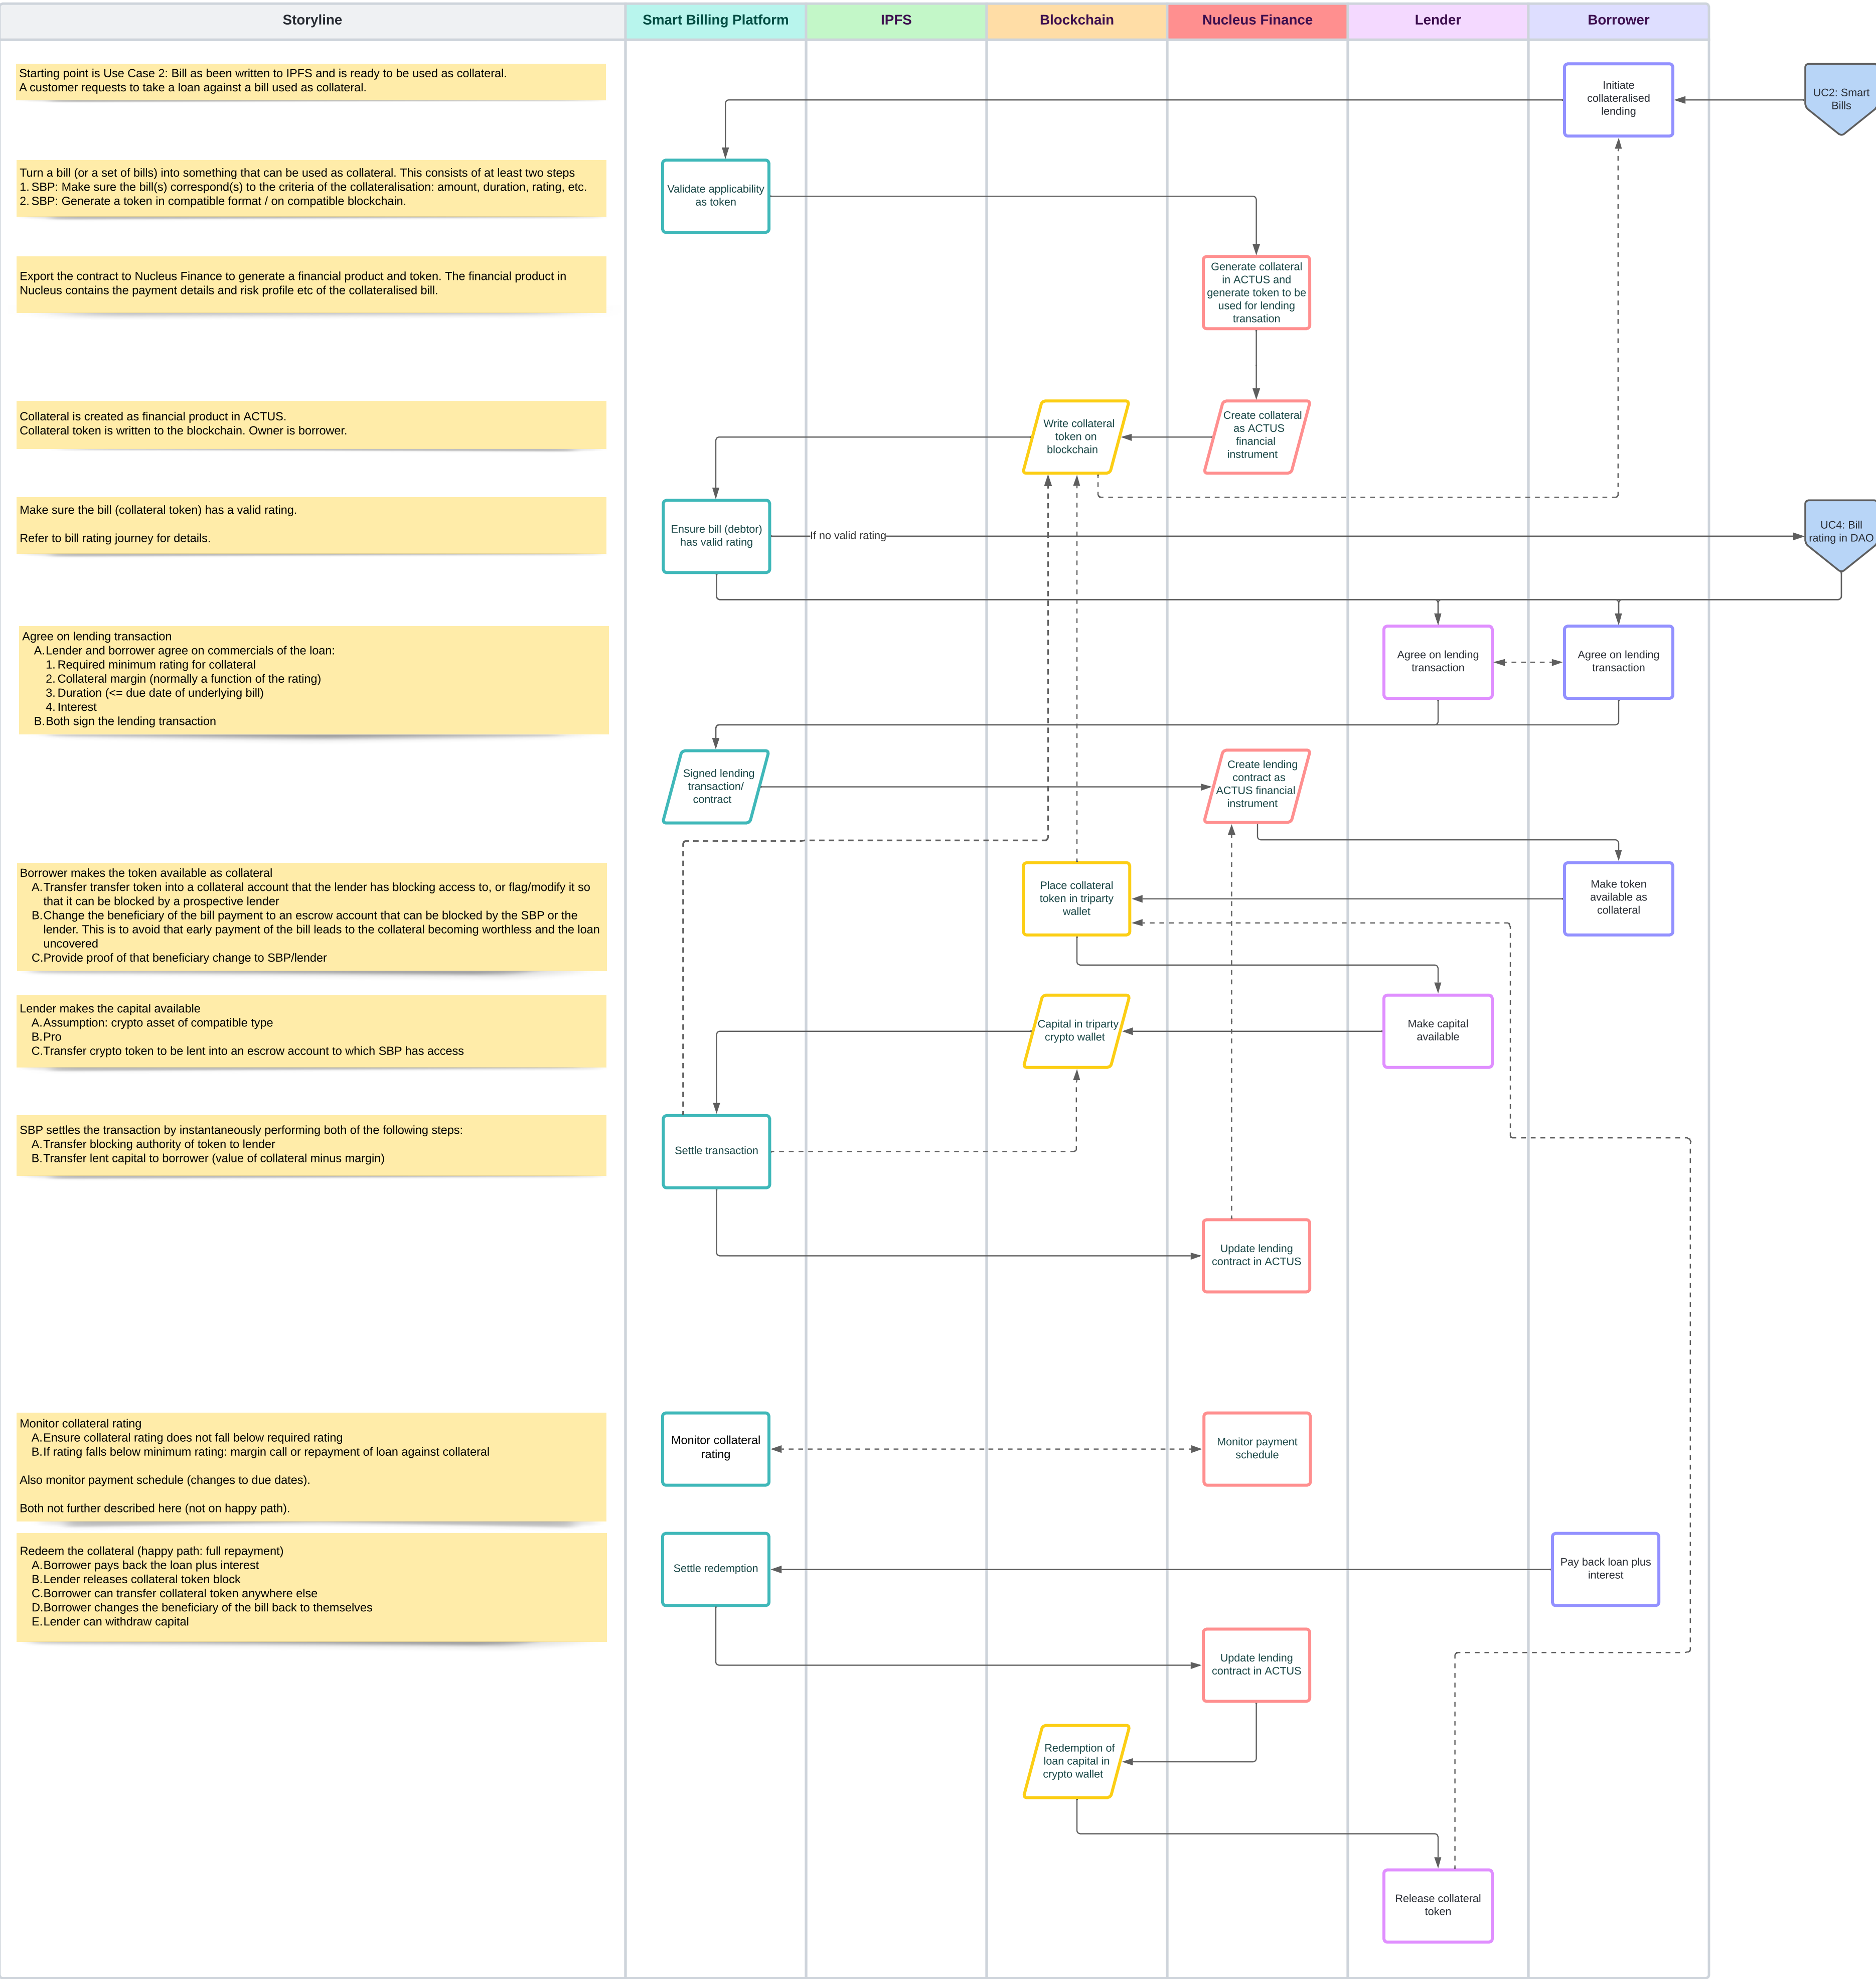 Storyline
Smart Billing Platform
IPFS
Blockchain
Nucleus Finance
Lender
Borrower
Starting point is Use Case 2: Bill as been written to IPFS and is ready to be used as collateral.
A customer requests to take a loan against a bill used as collateral.
Initiate
collateralised
lending
UC2: Smart
Bills
Turn a bill (or a set of bills) into something that can be used as collateral. This consists of at least two steps
1. SBP: Make sure the bill(s) correspond(s) to the criteria of the collateralisation: amount, duration, rating, etc.
2. SBP: Generate a token in compatible format / on compatible blockchain.
Validate applicability
as token
Export the contract to Nucleus Finance to generate a financial product and token. The financial product in
Nucleus contains the payment details and risk profile etc of the collateralised bill.
Generate collateral
in ACTUS and
generate token to be
used for lending
transation
Collateral is created as financial product in ACTUS.
Collateral token is written to the blockchain. Owner is borrower.
Write collateral
token on
blockchain
Create collateral
as ACTUS
financial
instrument
Make sure the bill (collateral token) has a valid rating.
Refer to bill rating journey for details.
Ensure bill (debtor)
has valid rating
If no valid rating
UC4: Bill
rating in DAO
Agree on lending transaction
A. Lender and borrower agree on commercials of the loan:
1. Required minimum rating for collateral
2. Collateral margin (normally a function of the rating)
3. Duration (<= due date of underlying bill)
4. Interest
B. Both sign the lending transaction
Agree on lending
transaction
Agree on lending
transaction
Signed lending
transaction/
contract
Create lending
contract as
ACTUS financial
instrument
Borrower makes the token available as collateral
A. Transfer transfer token into a collateral account that the lender has blocking access to, or flag/modify it so
that it can be blocked by a prospective lender
B. Change the beneficiary of the bill payment to an escrow account that can be blocked by the SBP or the
lender. This is to avoid that early payment of the bill leads to the collateral becoming worthless and the loan
uncovered
C. Provide proof of that beneficiary change to SBP/lender
Place collateral
token in triparty
wallet
Make token
available as
collateral
Lender makes the capital available
A. Assumption: crypto asset of compatible type
B. Pro
C. Transfer crypto token to be lent into an escrow account to which SBP has access
Capital in triparty
crypto wallet
Make capital
available
SBP settles the transaction by instantaneously performing both of the following steps:
A. Transfer blocking authority of token to lender
B. Transfer lent capital to borrower (value of collateral minus margin)
Settle transaction
Update lending
contract in ACTUS
Monitor collateral rating
A. Ensure collateral rating does not fall below required rating
B. If rating falls below minimum rating: margin call or repayment of loan against collateral
Also monitor payment schedule (changes to due dates).
Both not further described here (not on happy path).
Monitor collateral
rating
Monitor payment
schedule
Redeem the collateral (happy path: full repayment)
A. Borrower pays back the loan plus interest
B. Lender releases collateral token block
C. Borrower can transfer collateral token anywhere else
D. Borrower changes the beneficiary of the bill back to themselves
E. Lender can withdraw capital
Settle redemption
Pay back loan plus
interest
Update lending
contract in ACTUS
Redemption of
loan capital in
crypto wallet
Release collateral
token